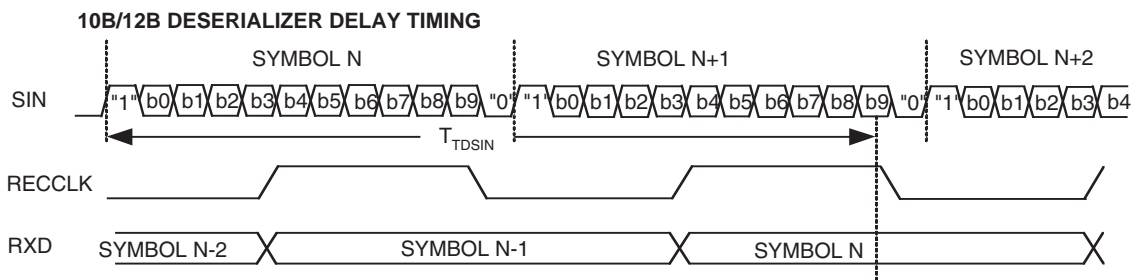 10B/12B DESERIALIZER DELAY TIMING
SYMBOL N SYMBOL N+1 SYMBOL N+2
SIN "1" b0 b1 b2 b3 b4 b5 b6 b7 b8 b9 "0" "1" b0 b1 b2 b3 b4 b5 b6 b7 b8 b9 "0" "1" b0 b1 b2 b3 b4
TTDSIN
RECCLK
RXD SYMBOL N-2 SYMBOL N-1 SYMBOL N